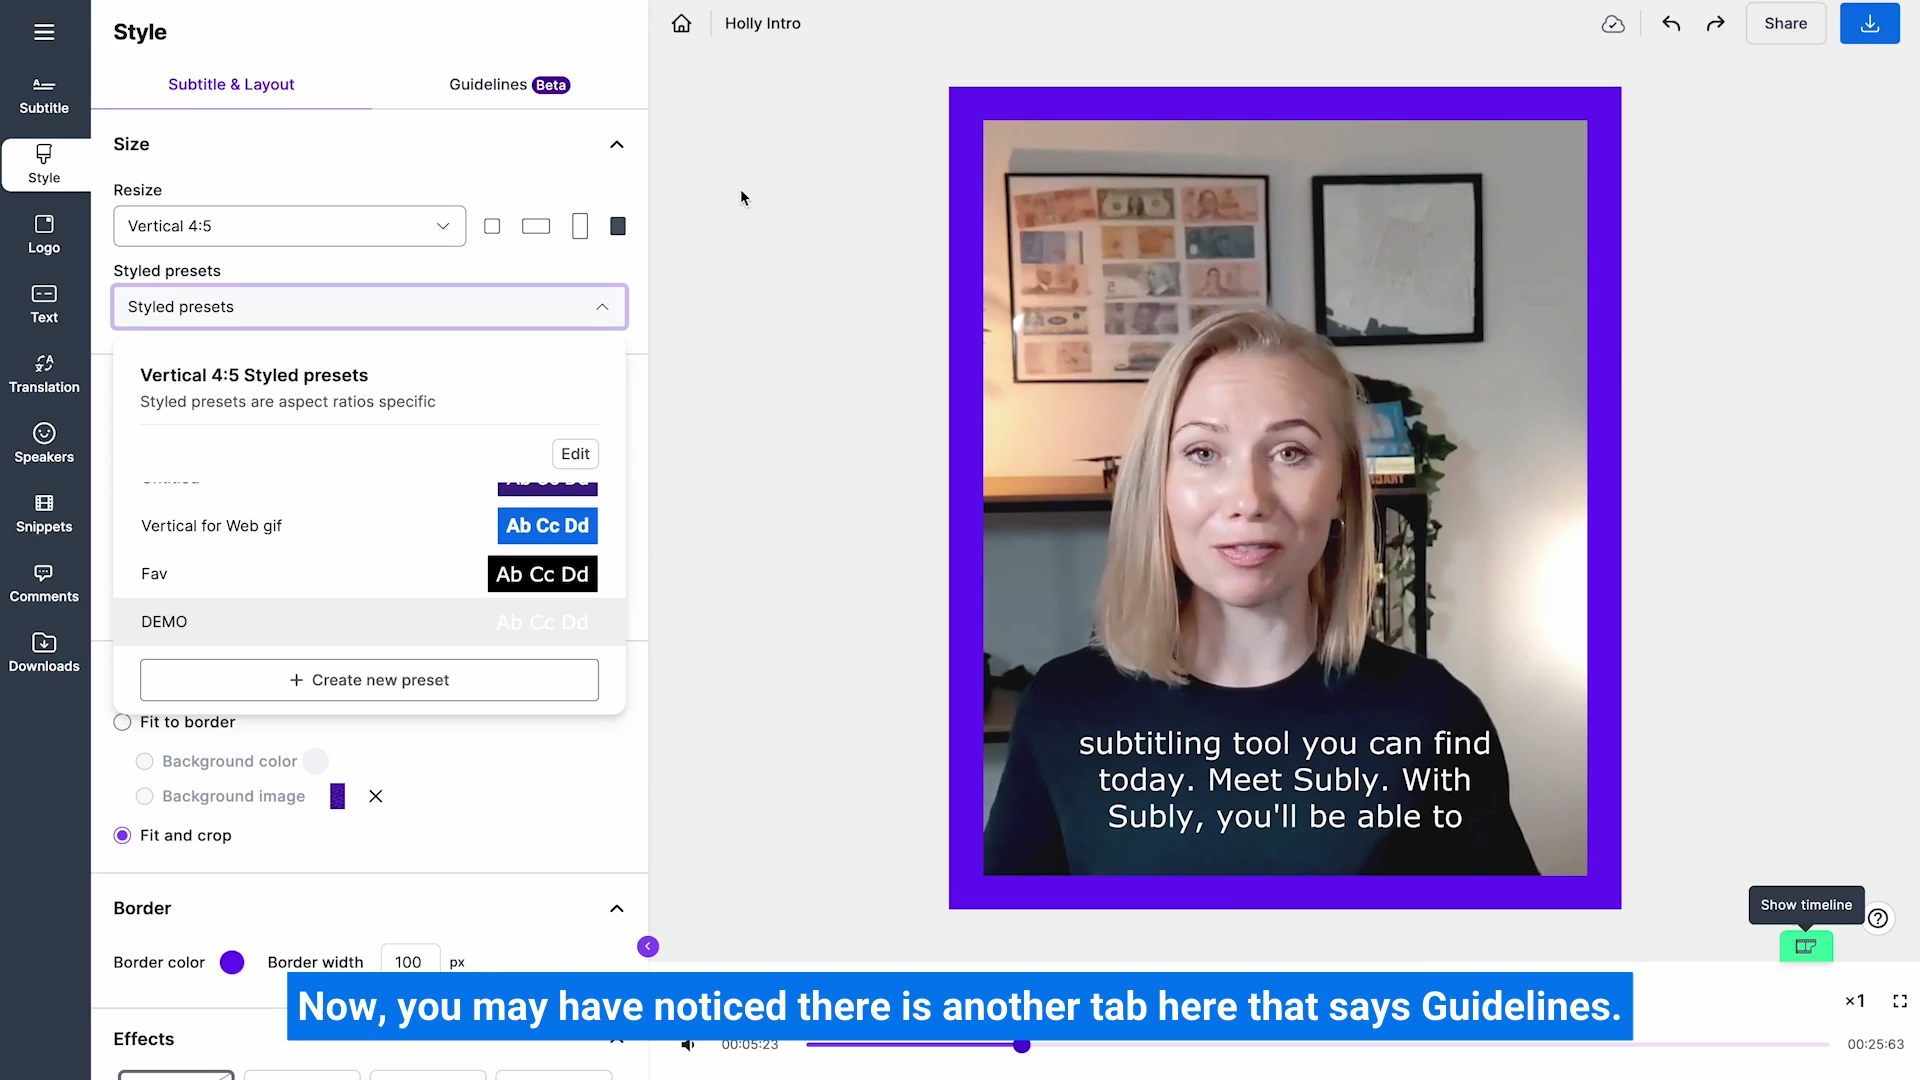 Style
Holly Intro
Share
Subtitle & Layout
Guidelines Beta
Subtitle
Style
Logo
Text
Translation
Speakers
Snippets
Comments
Downloads
Size
Resize
Vertical 4:5
Styled presets
Styled presets
Vertical 4:5 Styled presets
Styled presets are aspect ratios specific
Edit
Untitled Ab Cc Dd
Vertical for Web gif Ab Cc Dd
Fav Ab Cc Dd
DEMO Ab Cc Dd
+ Create new preset
Fit to border
Background color
Background image
Fit and crop
Border
Border color Border width 100 px
Effects
subtitling tool you can find
today. Meet Subly. With
Subly, you'll be able to
Show timeline
Now, you may have noticed there is another tab here that says Guidelines.
×1
00:05:23
00:25:63